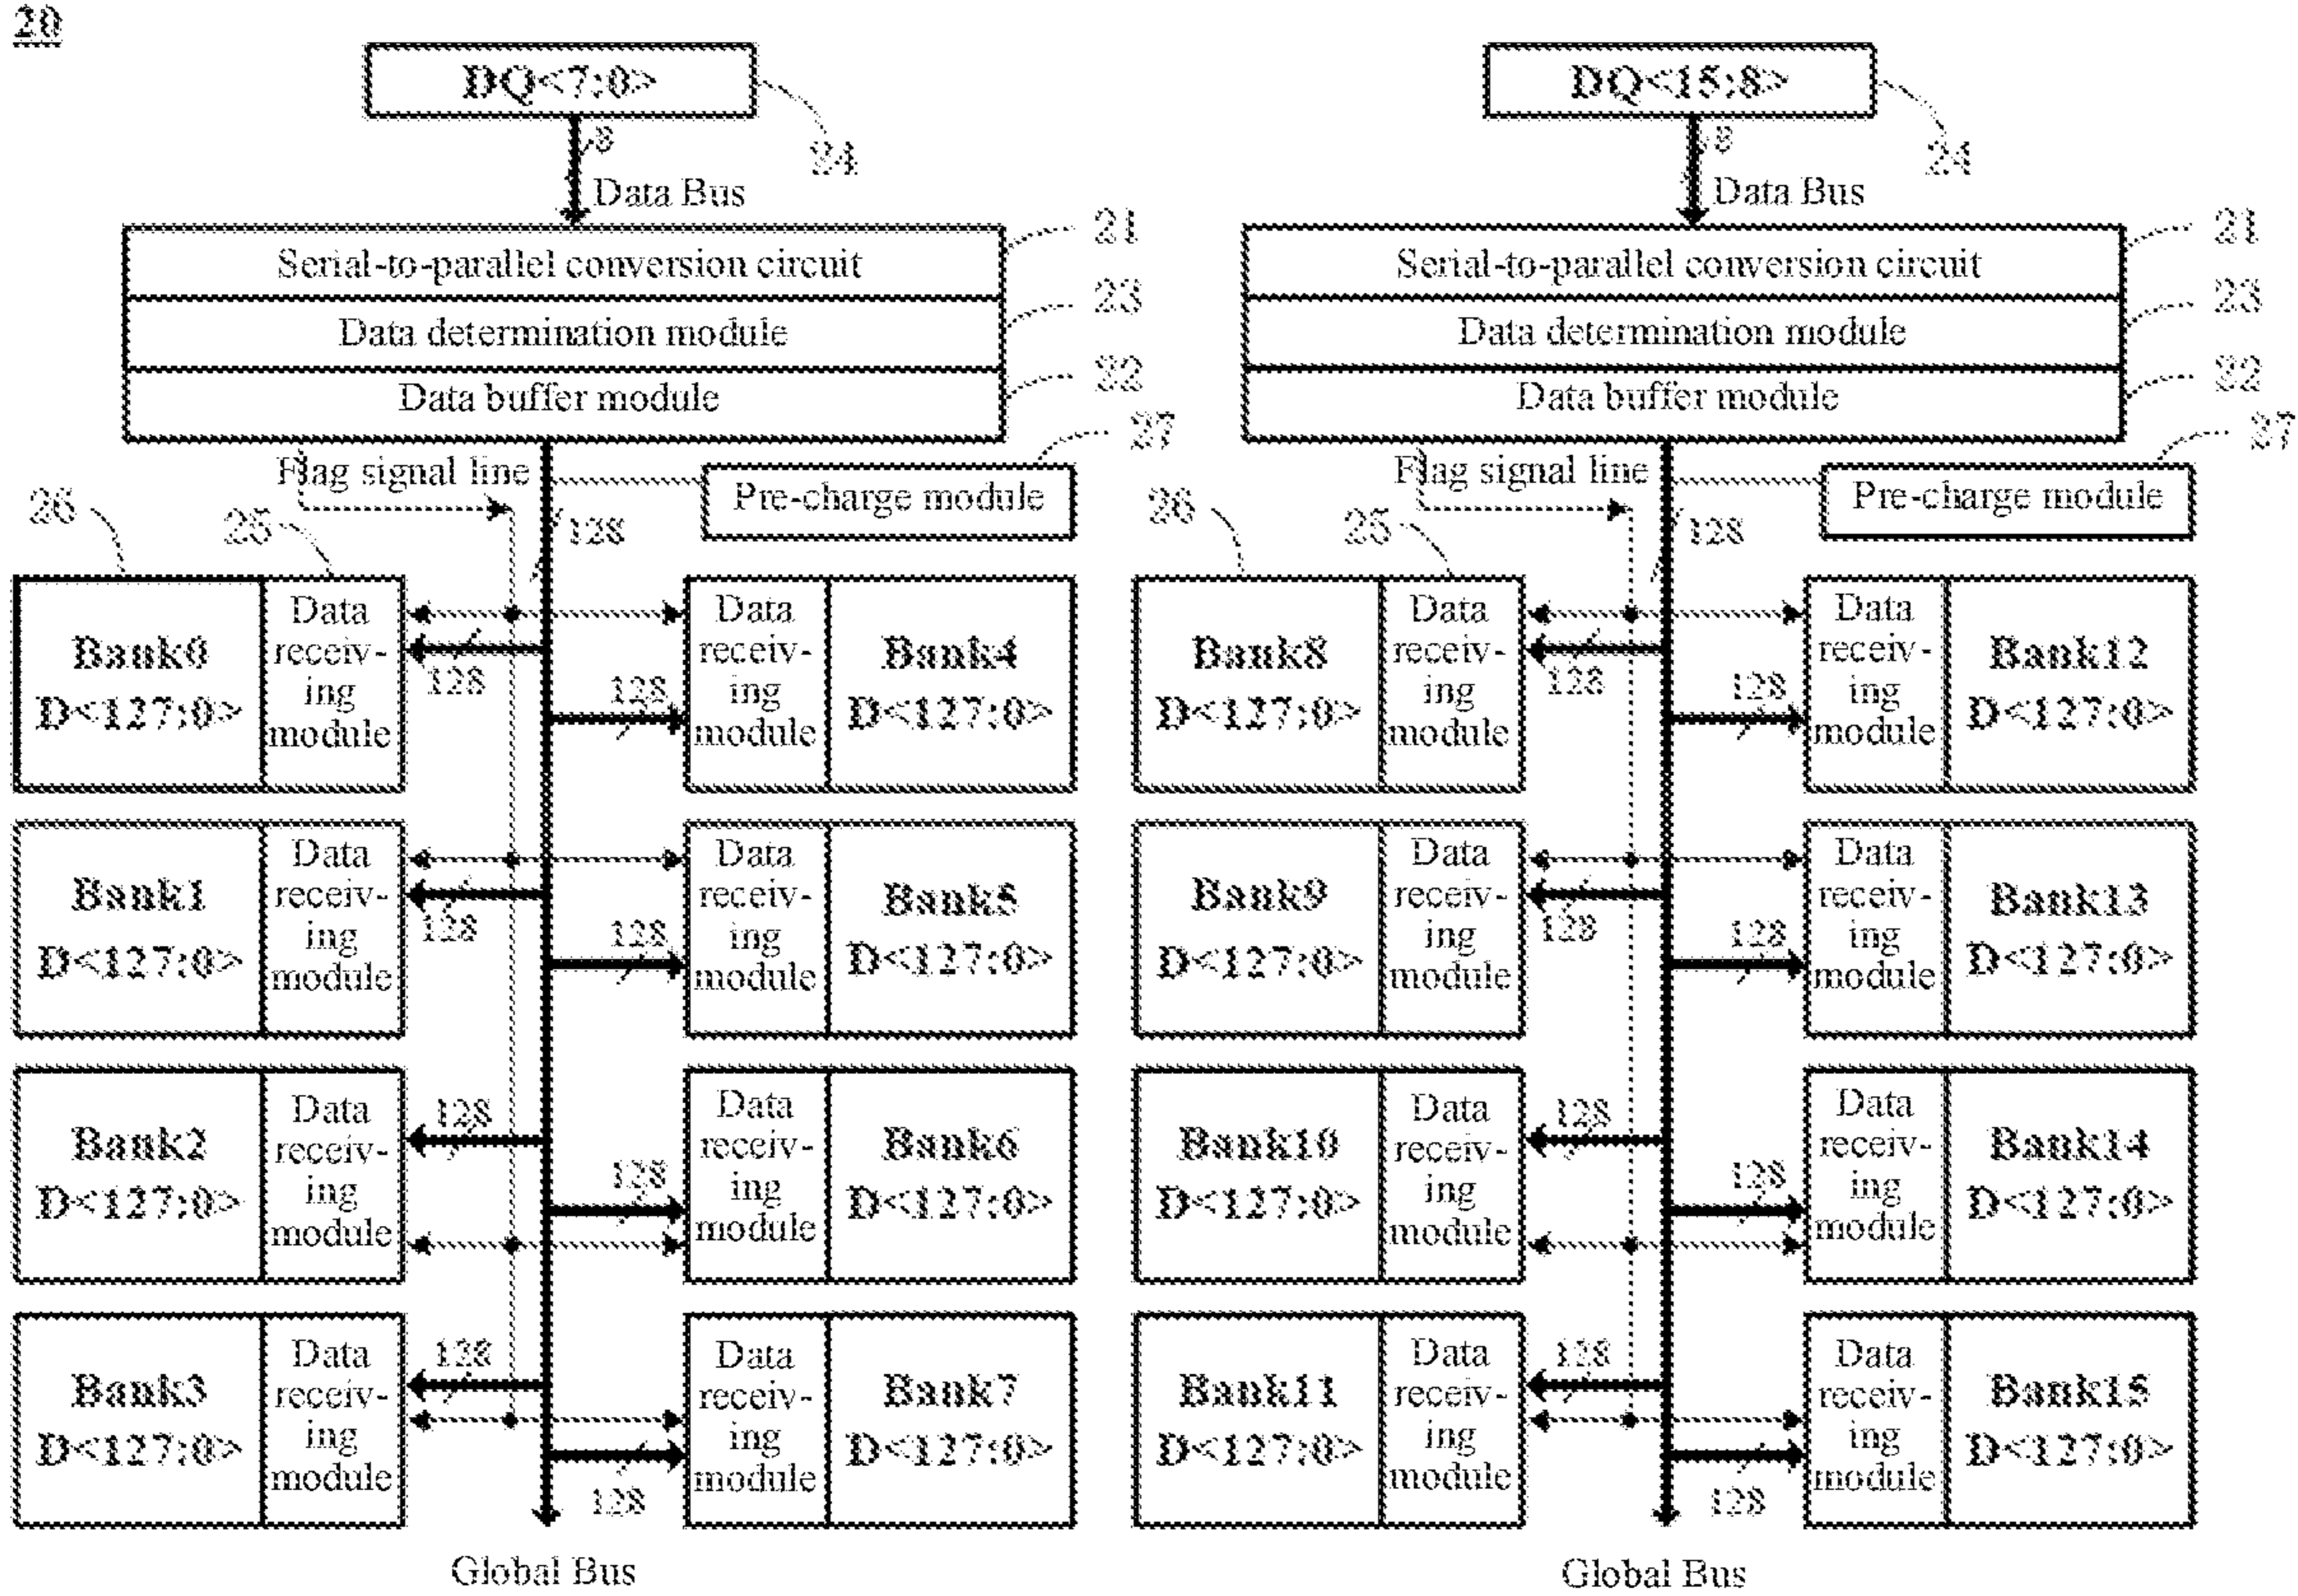 20
DQ<7:0>
8
24
Data Bus
21
Serial-to-parallel conversion circuit
23
Data determination module
22
Data buffer module
27
Flag signal line
Pre-charge module
26
25
128
Bank0
D<127:0>
Data
receiv-
ing
module
128
128
Data
receiv-
ing
module
Bank4
D<127:0>
Bank1
D<127:0>
Data
receiv-
ing
module
128
128
Data
receiv-
ing
module
Bank5
D<127:0>
Bank2
D<127:0>
Data
receiv-
ing
module
128
128
Data
receiv-
ing
module
Bank6
D<127:0>
Bank3
D<127:0>
Data
receiv-
ing
module
128
128
Data
receiv-
ing
module
Bank7
D<127:0>
Global Bus
DQ<15:8>
8
24
Data Bus
21
Serial-to-parallel conversion circuit
23
Data determination module
22
Data buffer module
27
Flag signal line
Pre-charge module
26
25
128
Bank8
D<127:0>
Data
receiv-
ing
module
128
128
Data
receiv-
ing
module
Bank12
D<127:0>
Bank9
D<127:0>
Data
receiv-
ing
module
128
128
Data
receiv-
ing
module
Bank13
D<127:0>
Bank10
D<127:0>
Data
receiv-
ing
module
128
128
Data
receiv-
ing
module
Bank14
D<127:0>
Bank11
D<127:0>
Data
receiv-
ing
module
128
128
Data
receiv-
ing
module
Bank15
D<127:0>
Global Bus